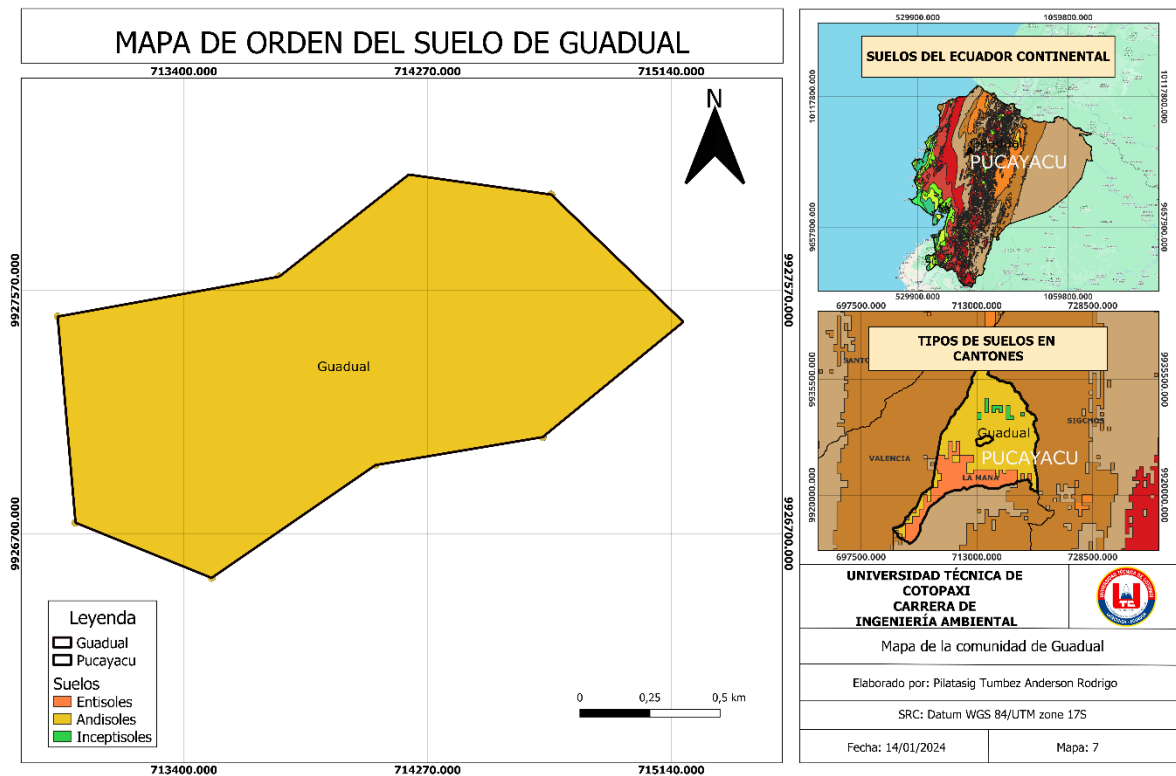 MAPA DE ORDEN DEL SUELO DE GUADUAL
713400.000 714270.000 715140.000
N
9927570.000 9927570.000
Guadual
9926700.000 9926700.000
Leyenda
Guadual
Pucayacu
Suelos
Entisoles
Andisoles
Inceptisoles
0 0,25 0,5 km
713400.000 714270.000 715140.000
529900.000 1059800.000
SUELOS DEL ECUADOR CONTINENTAL
10117800.000 10117800.000
PUCAYACU
9657900.000 9657900.000
529900.000 1059800.000
697500.000 713000.000 728500.000
TIPOS DE SUELOS EN
CANTONES
9935500.000 9935500.000
SIGCHOS
Guadual
VALENCIA
PUCAYACU
LA MANÁ
9920000.000 9920000.000
697500.000 713000.000 728500.000
UNIVERSIDAD TÉCNICA DE
COTOPAXI
CARRERA DE
INGENIERÍA AMBIENTAL
Mapa de la comunidad de Guadual
Elaborado por: Pilatasig Tumbez Anderson Rodrigo
SRC: Datum WGS 84/UTM zone 17S
Fecha: 14/01/2024
Mapa: 7